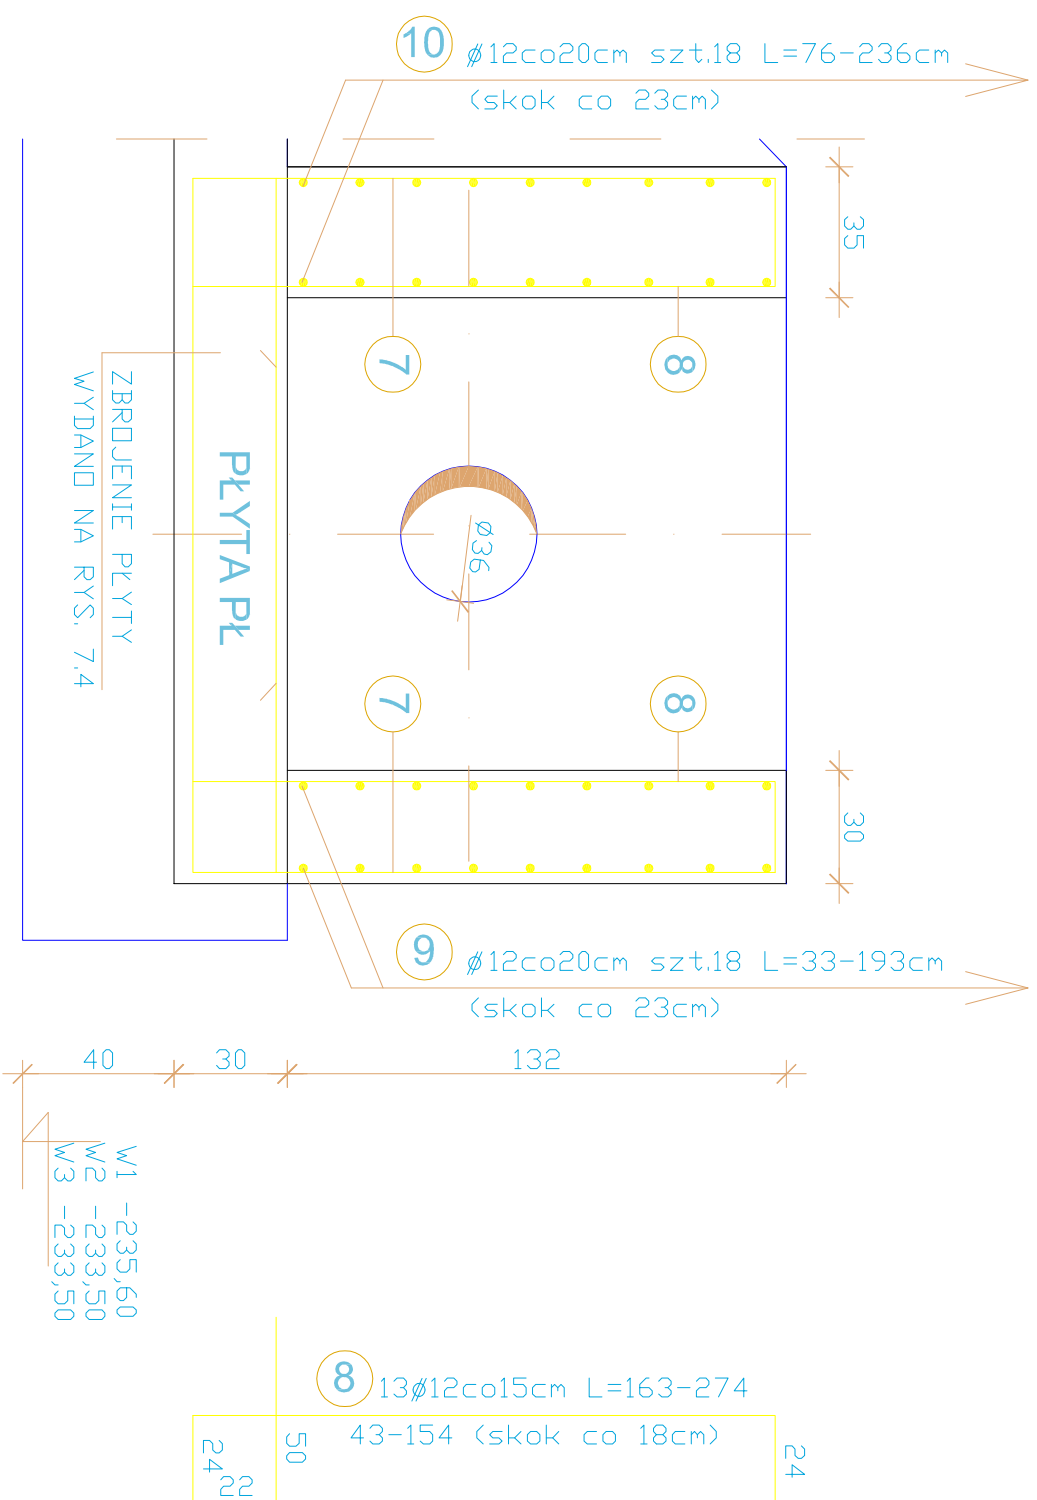 10
ø12co20cm szt.18 L=76-236cm
(skok co 23cm)
35
7
8
ZBROJENIE PŁYTY
WYDANO NA RYS. 7.4
PŁYTA PŁ
ø36
7
8
30
9
ø12co20cm szt.18 L=33-193cm
(skok co 23cm)
40
30
132
W1 -235,60
W2 -233,50
W3 -233,50
8
13ø12co15cm L=163-274
43-154 (skok co 18cm)
24
22
50
24